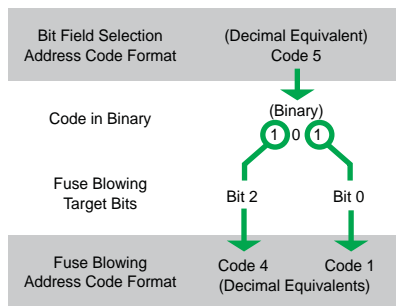 Bit Field Selection
Address Code Format
(Decimal Equivalent)
Code 5
Code in Binary
(Binary)
1 0 1
Fuse Blowing
Target Bits
Bit 2
Bit 0
Fuse Blowing
Address Code Format
Code 4
Code 1
(Decimal Equivalents)